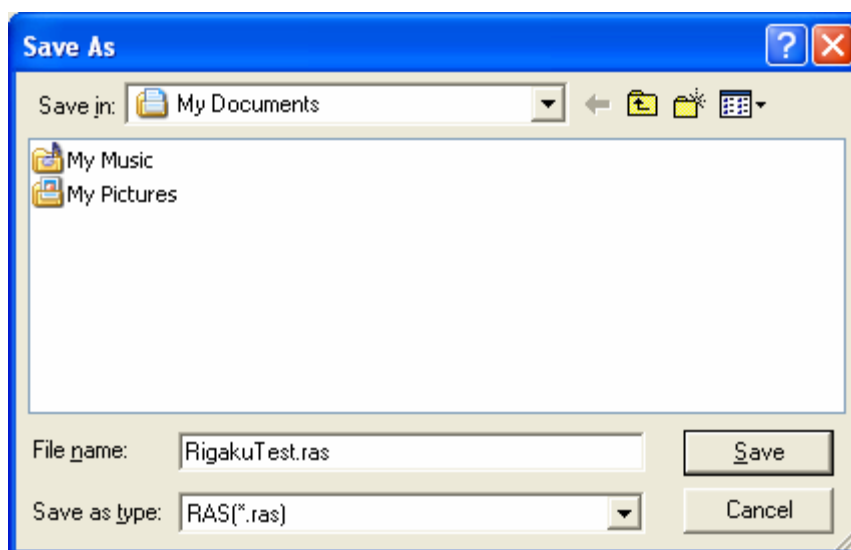 Save As
Save in: My Documents
My Music
My Pictures
File name: RigakuTest.ras Save
Save as type: RAS(*.ras) Cancel